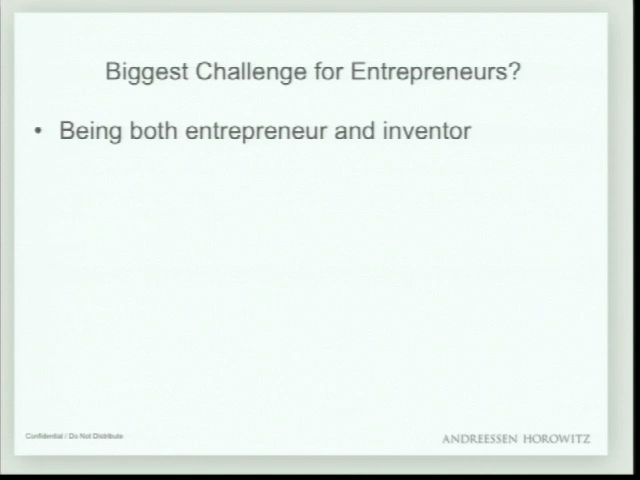 Biggest Challenge for Entrepreneurs?
• Being both entrepreneur and inventor
Confidential / Do Not Distribute
ANDREESSEN HOROWITZ